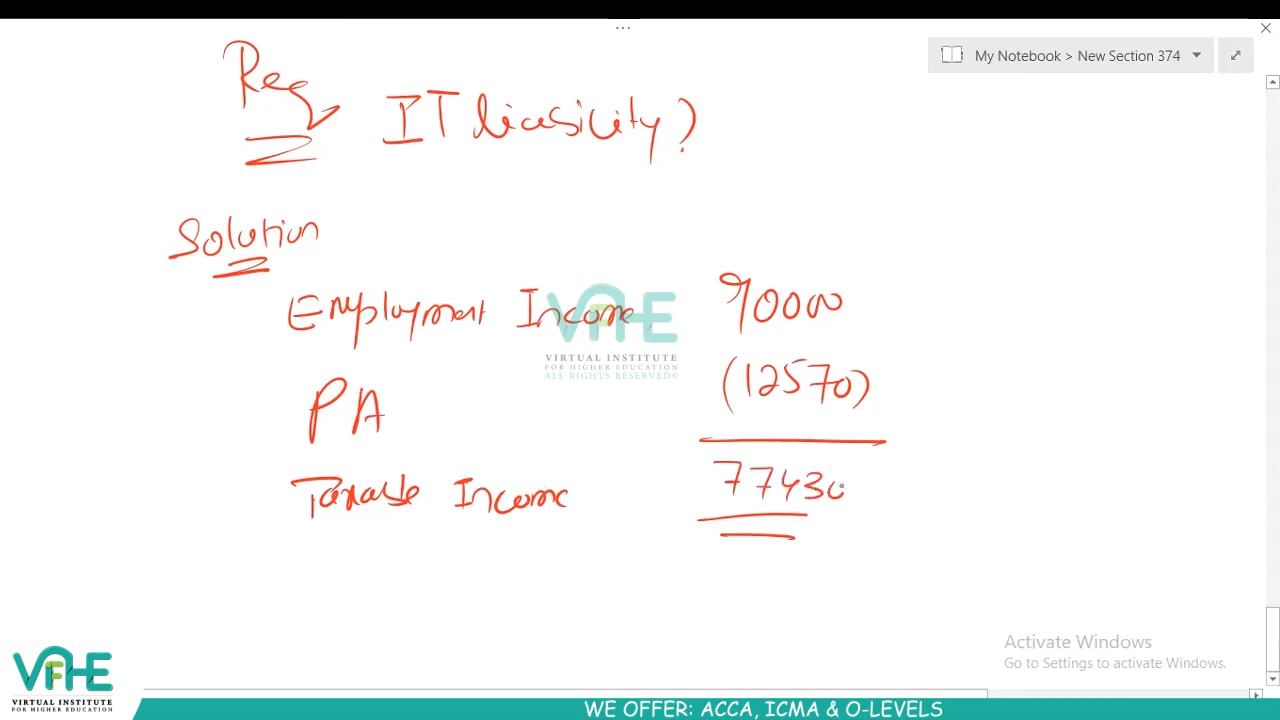 ...
My Notebook > New Section 374
Req
IT liability?
Solution
Employment Income 90000
PA (12570)
Taxable Income 77430
VIFHE
VIRTUAL INSTITUTE
FOR HIGHER EDUCATION
ALL RIGHTS RESERVED©
Activate Windows
Go to Settings to activate Windows.
VIFHE
VIRTUAL INSTITUTE
FOR HIGHER EDUCATION
WE OFFER: ACCA, ICMA & O-LEVELS